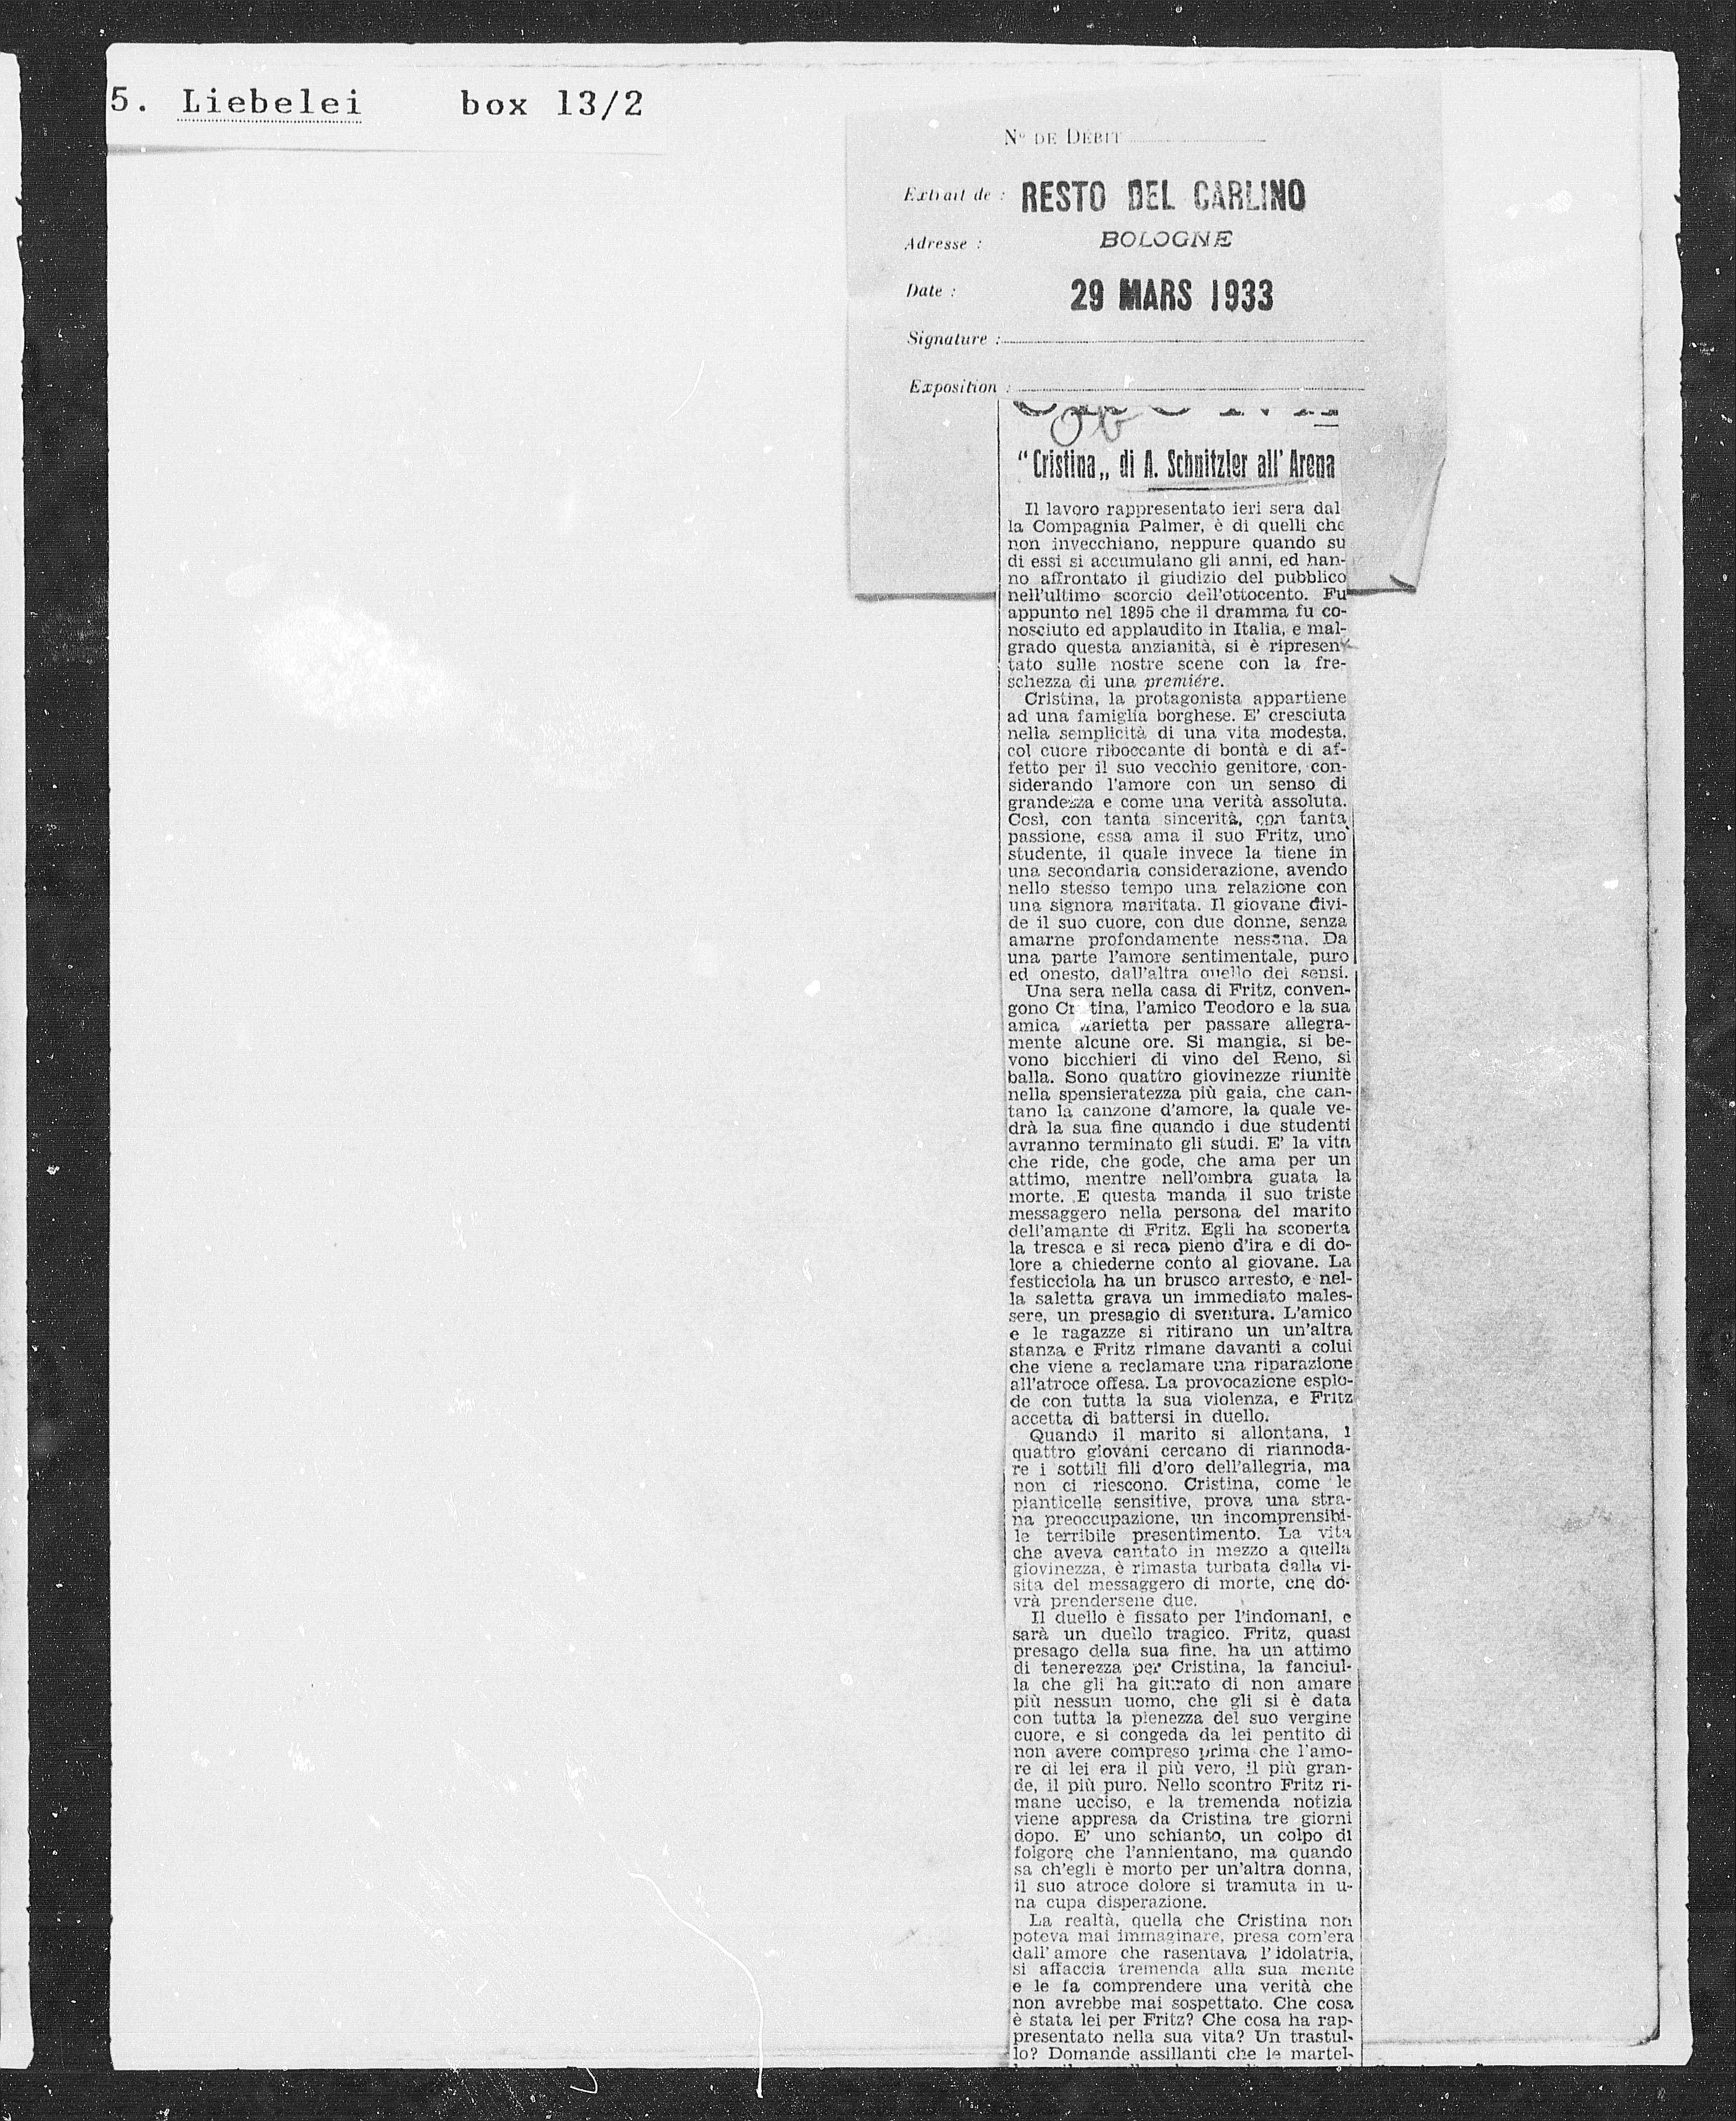 5. Liebelei box 13/2
N° DE DÉBIT
Extrait de : RESTO DEL CARLINO
Adresse : BOLOGNE
Date : 29 MARS 1933
Signature :
Exposition :
"Cristina„ di A. Schnitzler all' Arena
Il lavoro rappresentato ieri sera dal
la Compagnia Palmer, è di quelli che
non invecchiano, neppure quando su
di essi si accumulano gli anni, ed han-
no affrontato il giudizio del pubblico
nell'ultimo scorcio dell'ottocento. Fu
appunto nel 1895 che il dramma fu co-
nosciuto ed applaudito in Italia, e mal-
grado questa anzianità, si è ripresen
tato sulle nostre scene con la fre-
schezza di una premiére.
Cristina, la protagonista appartiene
ad una famiglia borghese. E' cresciuta
nella semplicità di una vita modesta,
col cuore riboccante di bontà e di af-
fetto per il suo vecchio genitore, con-
siderando l'amore con un senso di
grandezza e come una verità assoluta.
Così, con tanta sincerità, con tanta
passione, essa ama il suo Fritz, uno
studente, il quale invece la tiene in
una secondaria considerazione, avendo
nello stesso tempo una relazione con
una signora maritata. Il giovane divi-
de il suo cuore, con due donne, senza
amarne profondamente nessuna. Da
una parte l'amore sentimentale, puro
ed onesto, dall'altra quello dei sensi.
Una sera nella casa di Fritz, conven-
gono Cristina, l'amico Teodoro e la sua
amica Marietta per passare allegra-
mente alcune ore. Si mangia, si be-
vono bicchieri di vino del Reno, si
balla. Sono quattro giovinezze riunite
nella spensieratezza più gaia, che can-
tano la canzone d'amore, la quale ve-
drà la sua fine quando i due studenti
avranno terminato gli studi. E' la vita
che ride, che gode, che ama per un
attimo, mentre nell'ombra guata la
morte. E questa manda il suo triste
messaggero nella persona del marito
dell'amante di Fritz. Egli ha scoperta
la tresca e si reca pieno d'ira e di do-
lore a chiederne conto al giovane. La
festicciola ha un brusco arresto, e nel-
la saletta grava un immediato males-
sere, un presagio di sventura. L'amico
e le ragazze si ritirano un un'altra
stanza e Fritz rimane davanti a colui
che viene a reclamare una riparazione
all'atroce offesa. La provocazione esplo-
de con tutta la sua violenza, e Fritz
accetta di battersi in duello.
Quando il marito si allontana, i
quattro giovani cercano di riannoda-
re i sottili fili d'oro dell'allegria, ma
non ci riescono. Cristina, come le
pianticelle sensitive, prova una stra-
na preoccupazione, un incomprensibi-
le terribile presentimento. La vita
che aveva cantato in mezzo a quella
giovinezza, è rimasta turbata dalla vi-
sita del messaggero di morte, che do-
vrà prendersene due.
Il duello è fissato per l'indomani, e
sarà un duello tragico. Fritz, quasi
presago della sua fine, ha un attimo
di tenerezza per Cristina, la fanciul-
la che gli ha giurato di non amare
più nessun uomo, che gli si è data
con tutta la pienezza del suo vergine
cuore, e si congeda da lei pentito di
non avere compreso prima che l'amo-
re di lei era il più vero, il più gran-
de, il più puro. Nello scontro Fritz ri-
mane ucciso, e la tremenda notizia
viene appresa da Cristina tre giorni
dopo. E' uno schianto, un colpo di
folgore che l'annientano, ma quando
sa ch'egli è morto per un'altra donna,
il suo atroce dolore si tramuta in u-
na cupa disperazione.
La realtà, quella che Cristina non
poteva mai immaginare, presa com'era
dall' amore che rasentava l' idolatria,
si affaccia tremenda alla sua mente
e le fa comprendere una verità che
non avrebbe mai sospettato. Che cosa
è stata lei per Fritz? Che cosa ha rap-
presentato nella sua vita? Un trastul-
lo? Domande assillanti che le martel-